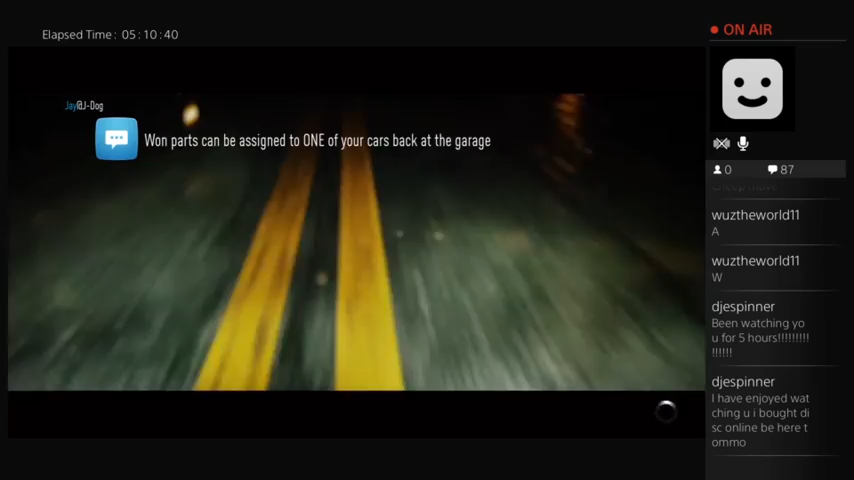 Elapsed Time: 05:10:40
ON AIR
Jay@J-Dog
Won parts can be assigned to ONE of your cars back at the garage
0 87
wuztheworld11
A
wuztheworld11
W
djespinner
Been watching yo
u for 5 hours!!!!!!!!!
!!!!!!
djespinner
I have enjoyed wat
ching u i bought di
sc online be here t
ommo